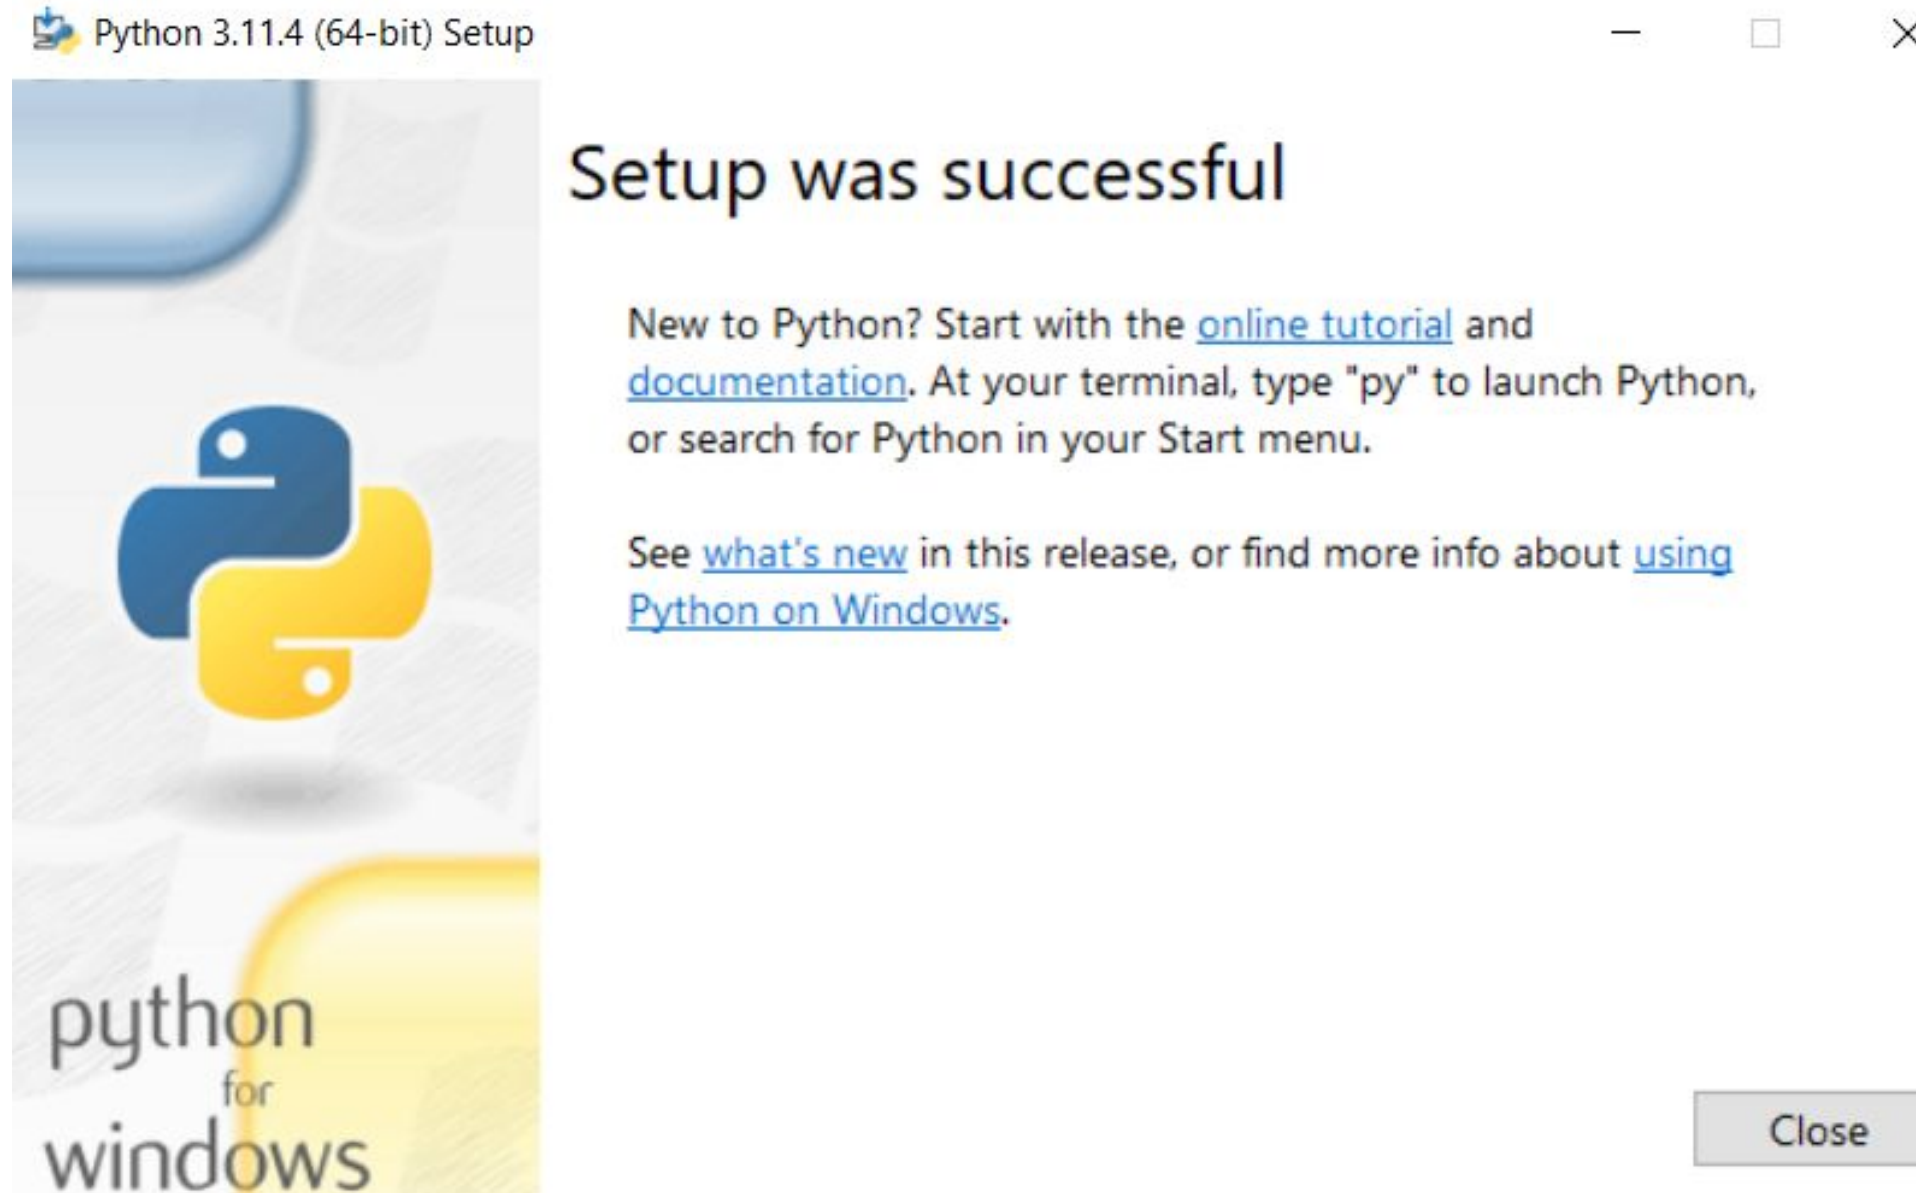 Python 3.11.4 (64-bit) Setup
Setup was successful
New to Python? Start with the online tutorial and
documentation. At your terminal, type "py" to launch Python,
or search for Python in your Start menu.
See what's new in this release, or find more info about using
Python on Windows.
python
for
windows
Close